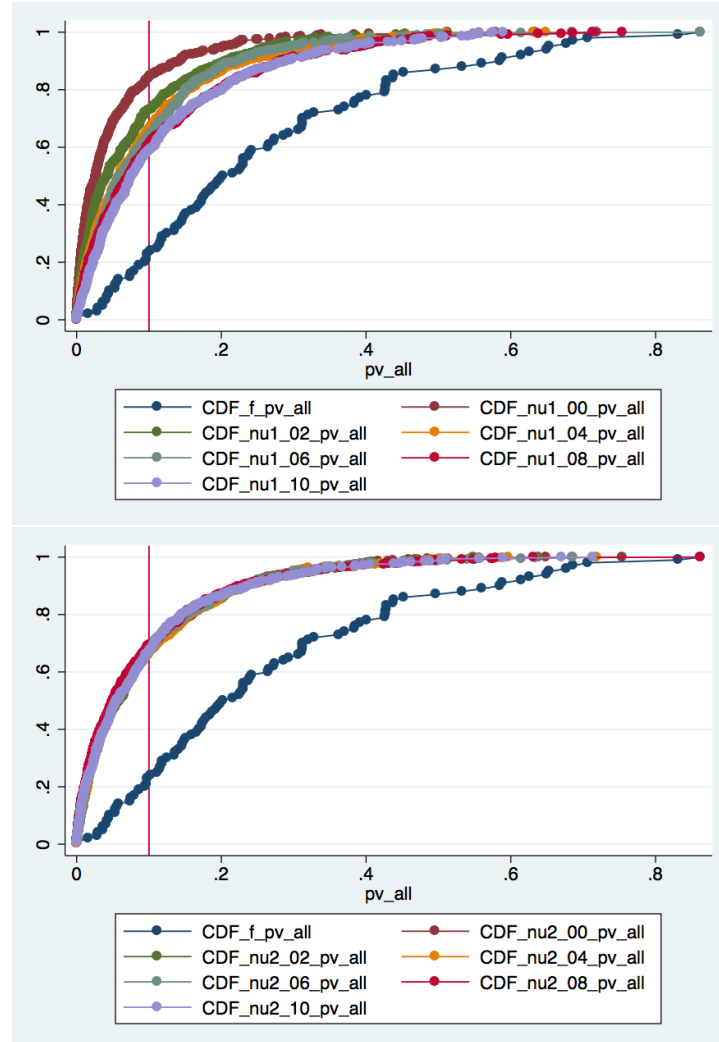 1
.8
.6
.4
.2
0
0 .2 .4 .6 .8
pv_all
CDF_f_pv_all CDF_nu1_00_pv_all
CDF_nu1_02_pv_all CDF_nu1_04_pv_all
CDF_nu1_06_pv_all CDF_nu1_08_pv_all
CDF_nu1_10_pv_all
1
.8
.6
.4
.2
0
0 .2 .4 .6 .8
pv_all
CDF_f_pv_all CDF_nu2_00_pv_all
CDF_nu2_02_pv_all CDF_nu2_04_pv_all
CDF_nu2_06_pv_all CDF_nu2_08_pv_all
CDF_nu2_10_pv_all